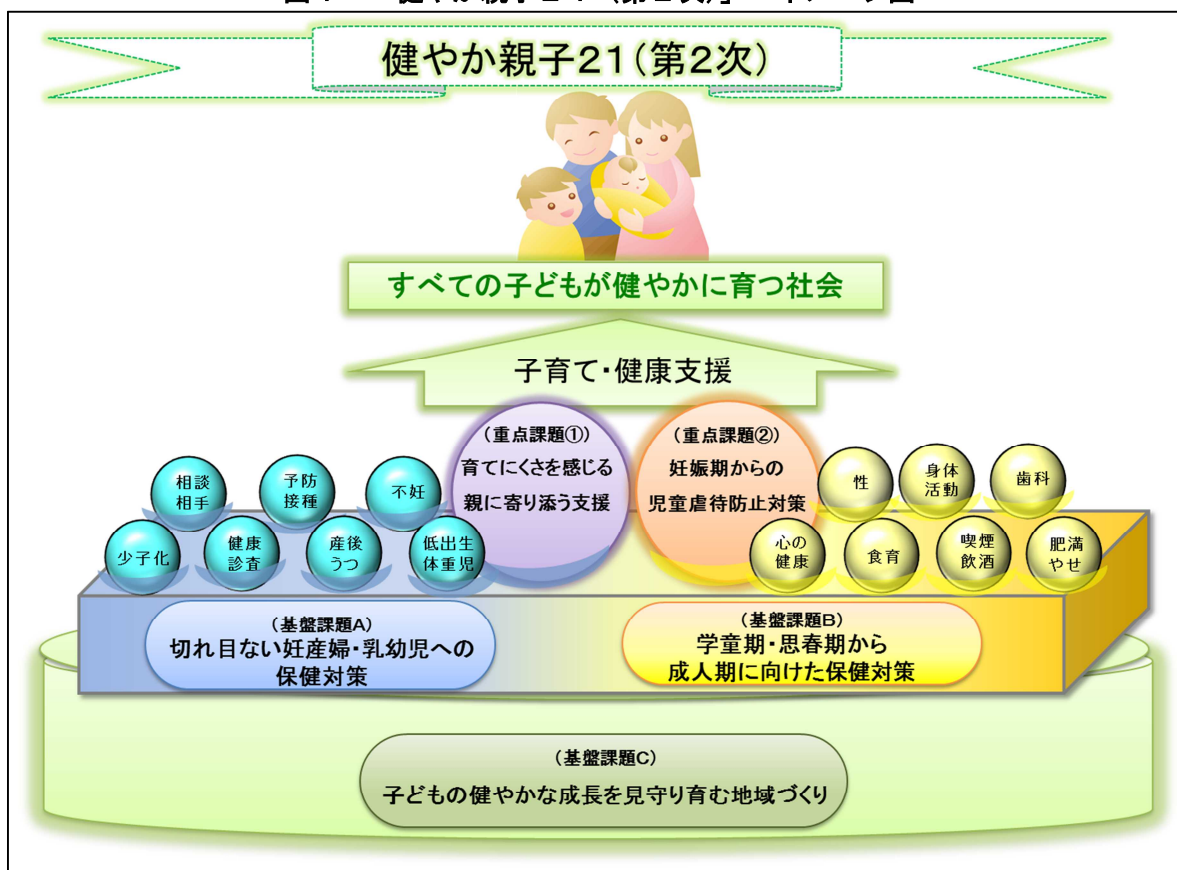 健やか親子21(第2次)
すべての子どもが健やかに育つ社会
子育て・健康支援
(重点課題①)
育てにくさを感じる
親に寄り添う支援
(重点課題②)
妊娠期からの
児童虐待防止対策
相談
相手
予防
接種
不妊
少子化
健康
診査
産後
うつ
低出生
体重児
性
身体
活動
歯科
心の
健康
食育
喫煙
飲酒
肥満
やせ
(基盤課題A)
切れ目ない妊産婦・乳幼児への
保健対策
(基盤課題B)
学童期・思春期から
成人期に向けた保健対策
(基盤課題C)
子どもの健やかな成長を見守り育む地域づくり